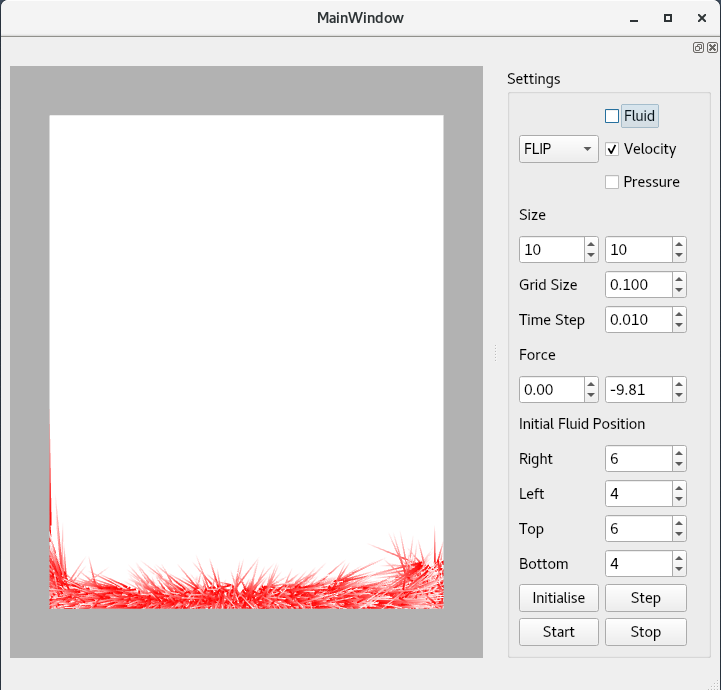 MainWindow
Settings
Fluid
FLIP Velocity
Pressure
Size
10 10
Grid Size 0.100
Time Step 0.010
Force
0.00 -9.81
Initial Fluid Position
Right 6
Left 4
Top 6
Bottom 4
Initialise Step
Start Stop